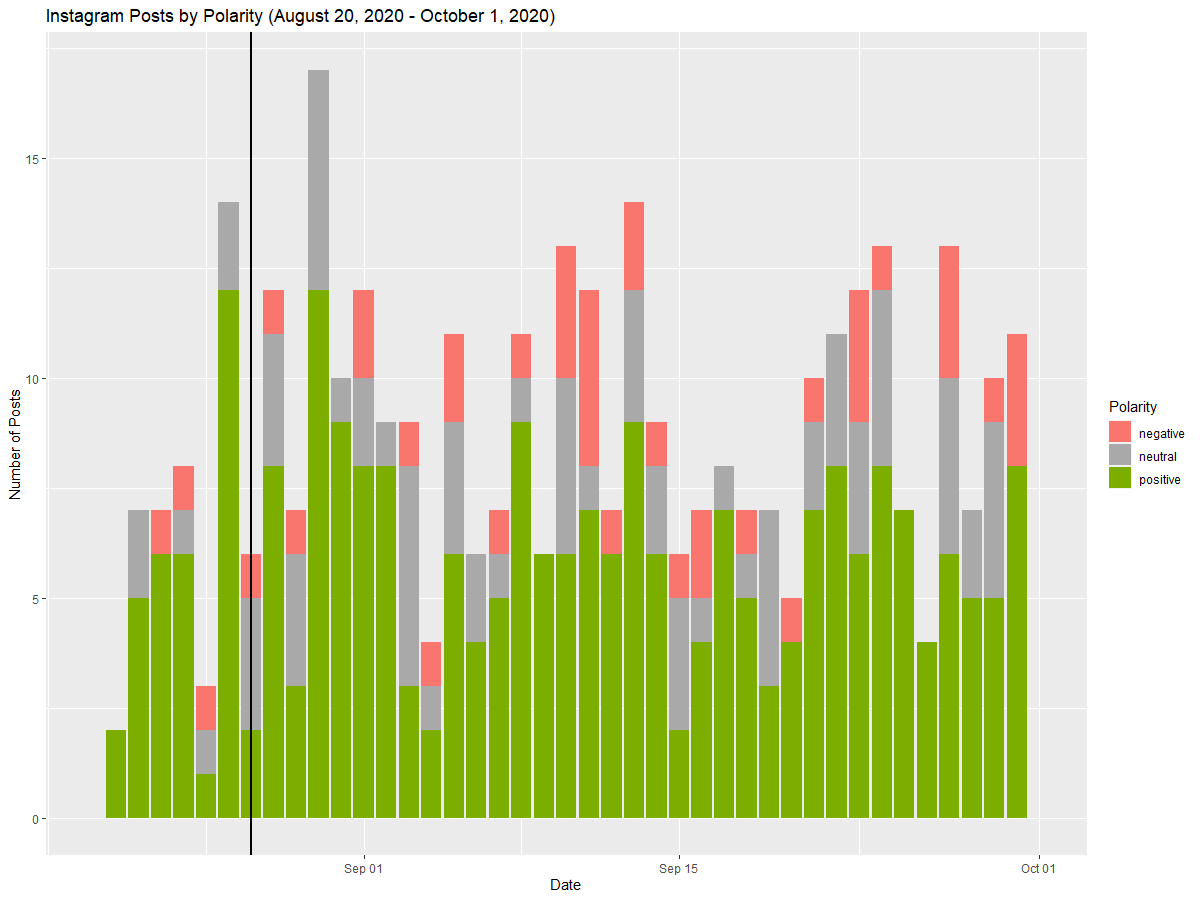 Instagram Posts by Polarity (August 20, 2020 - October 1, 2020)
Number of Posts
15
10
5
0
Sep 01
Sep 15
Oct 01
Date
Polarity
negative
neutral
positive